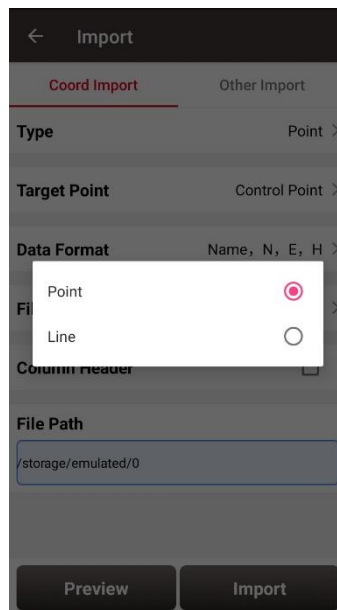 Import
Coord Import Other Import
Type Point
Target Point Control Point
Data Format Name, N, E, H
Point
Fi
Line
Column Header
File Path
/storage/emulated/0
Preview Import